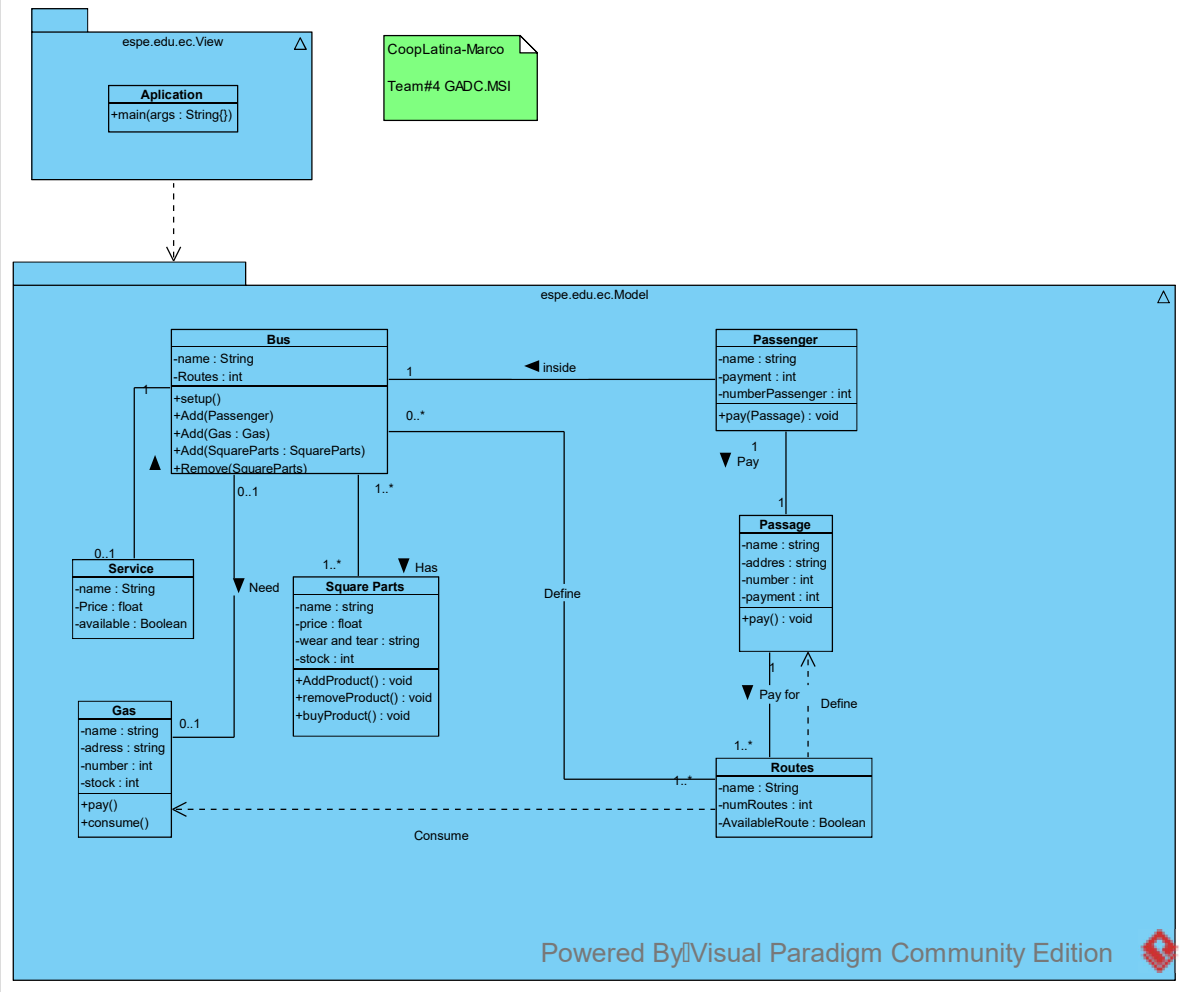 espe.edu.ec.View
Aplication
+main(args : String{})
CoopLatina-Marco
Team#4 GADC.MSI
espe.edu.ec.Model
Bus
-name : String
-Routes : int
+setup()
+Add(Passenger)
+Add(Gas : Gas)
+Add(SquareParts : SquareParts)
+Remove(SquareParts)
1
inside
0..*
Passenger
-name : string
-payment : int
-numberPassenger : int
+pay(Passage) : void
1
Pay
1
Passage
-name : string
-addres : string
-number : int
-payment : int
+pay() : void
1
0..1
1..*
0..1
Service
-name : String
-Price : float
-available : Boolean
Need
1..*
Has
Square Parts
-name : string
-price : float
-wear and tear : string
-stock : int
+AddProduct() : void
+removeProduct() : void
+buyProduct() : void
Define
1
Pay for
Define
1..*
Gas
-name : string
-adress : string
-number : int
-stock : int
+pay()
+consume()
0..1
1..*
Routes
-name : String
-numRoutes : int
-AvailableRoute : Boolean
Consume
Powered By Visual Paradigm Community Edition